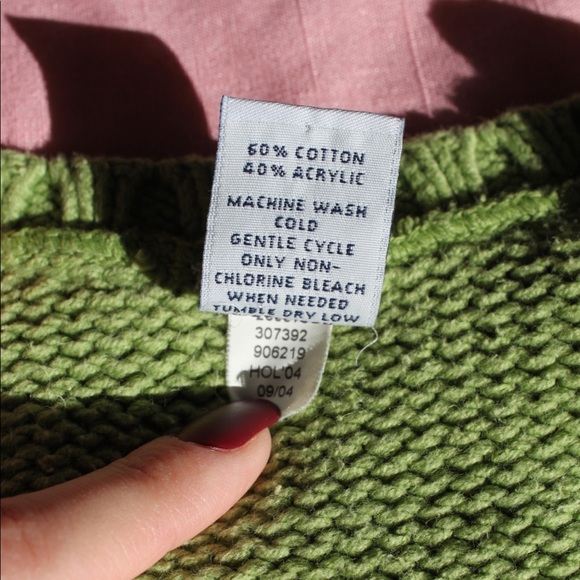 60% COTTON
40% ACRYLIC
MACHINE WASH
COLD
GENTLE CYCLE
ONLY NON-
CHLORINE BLEACH
WHEN NEEDED
TUMBLE DRY LOW
307392
906219
HOL'04
09/04